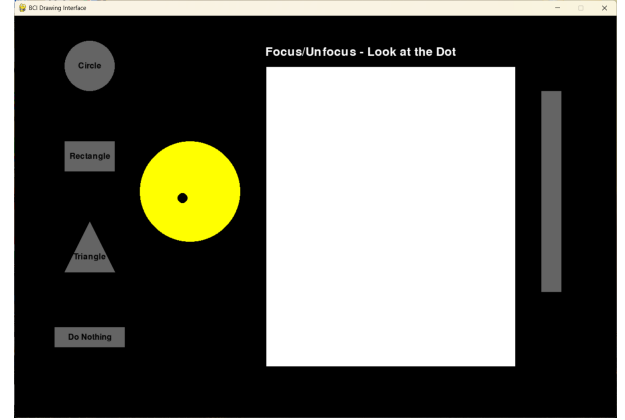 BCI Drawing Interface
Focus/Unfocus - Look at the Dot
Circle
Rectangle
Triangle
Do Nothing